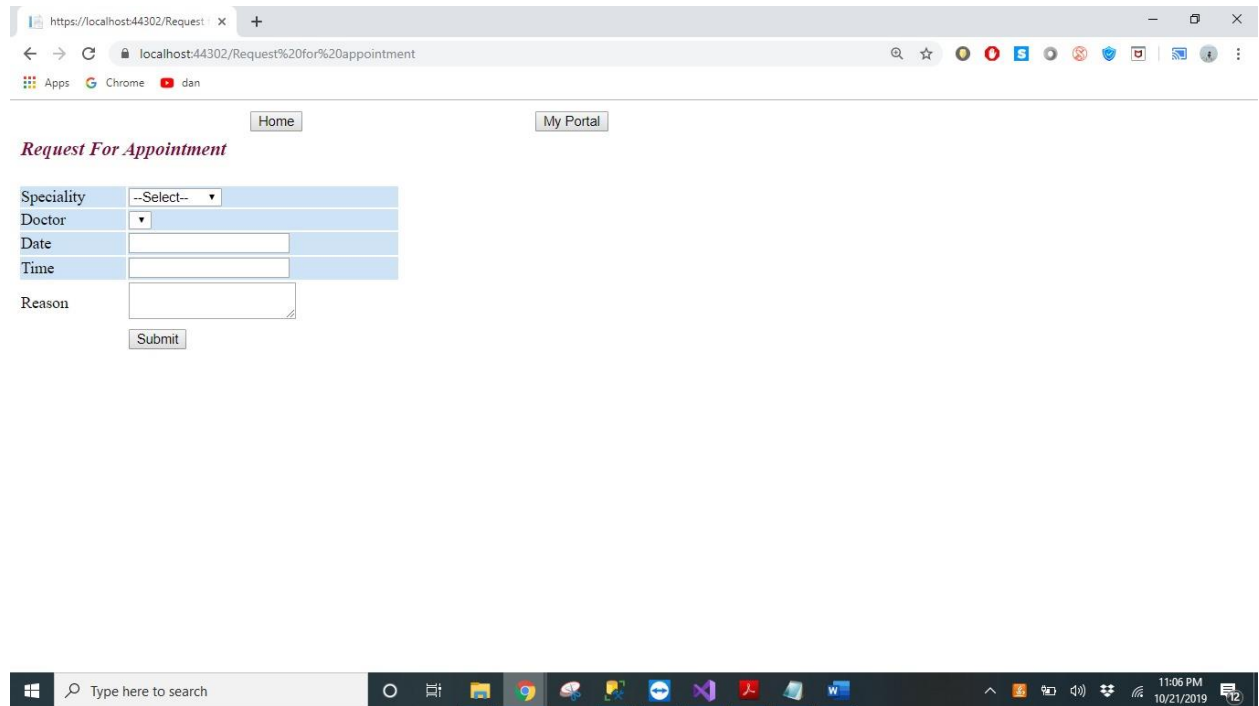 https://localhost:44302/Request
localhost:44302/Request%20for%20appointment
Apps Chrome dan
Home My Portal
Request For Appointment
Speciality --Select--
Doctor
Date
Time
Reason
Submit
Type here to search
11:06 PM
10/21/2019
12